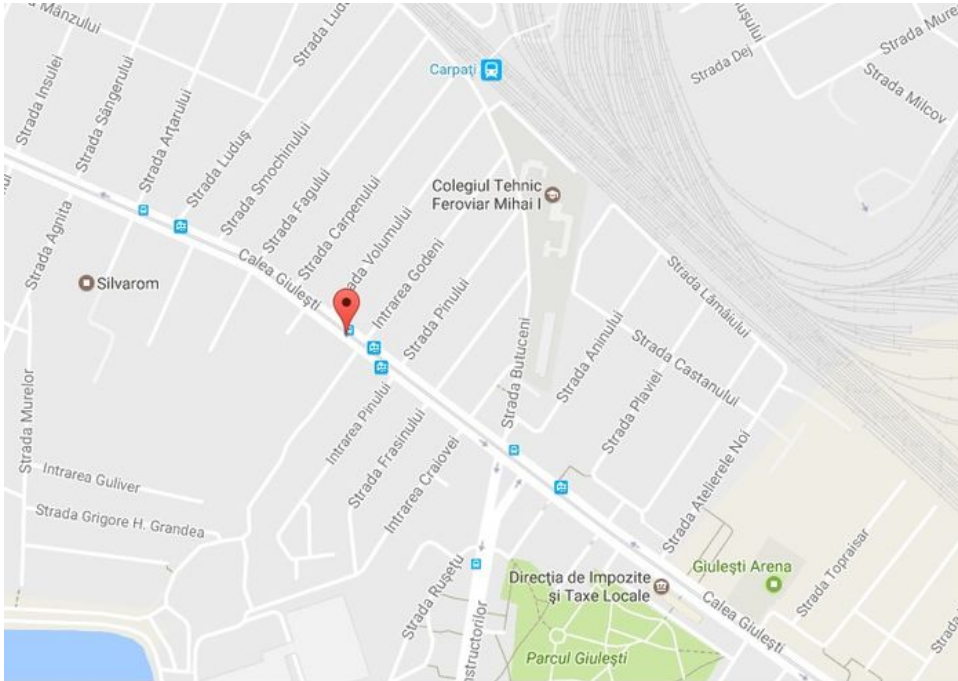 Strada Mânzului
Strada Luduș
Strada Dej
Strada Milcov
Carpați
Strada Insulei
Strada Sângerului
Strada Arțarului
Strada Luduș
Strada Smochinului
Strada Fagului
Strada Carpenului
Strada Volumului
Intrarea Godeni
Strada Pinului
Colegiul Tehnic
Feroviar Mihai I
Strada Lămâiului
Strada Agnita
Silvarom
Calea Giulești
Strada Butuceni
Strada Aninului
Strada Castanului
Strada Plaviei
Strada Atelierele Noi
Strada Murelor
Intrarea Pinului
Strada Frasinului
Intrarea Craiovei
Intrarea Guliver
Strada Grigore H. Grandea
Strada Rușețu
nstructorilor
Direcția de Impozite
și Taxe Locale
Giulești Arena
Strada Topraisar
Calea Giulești
Parcul Giulești